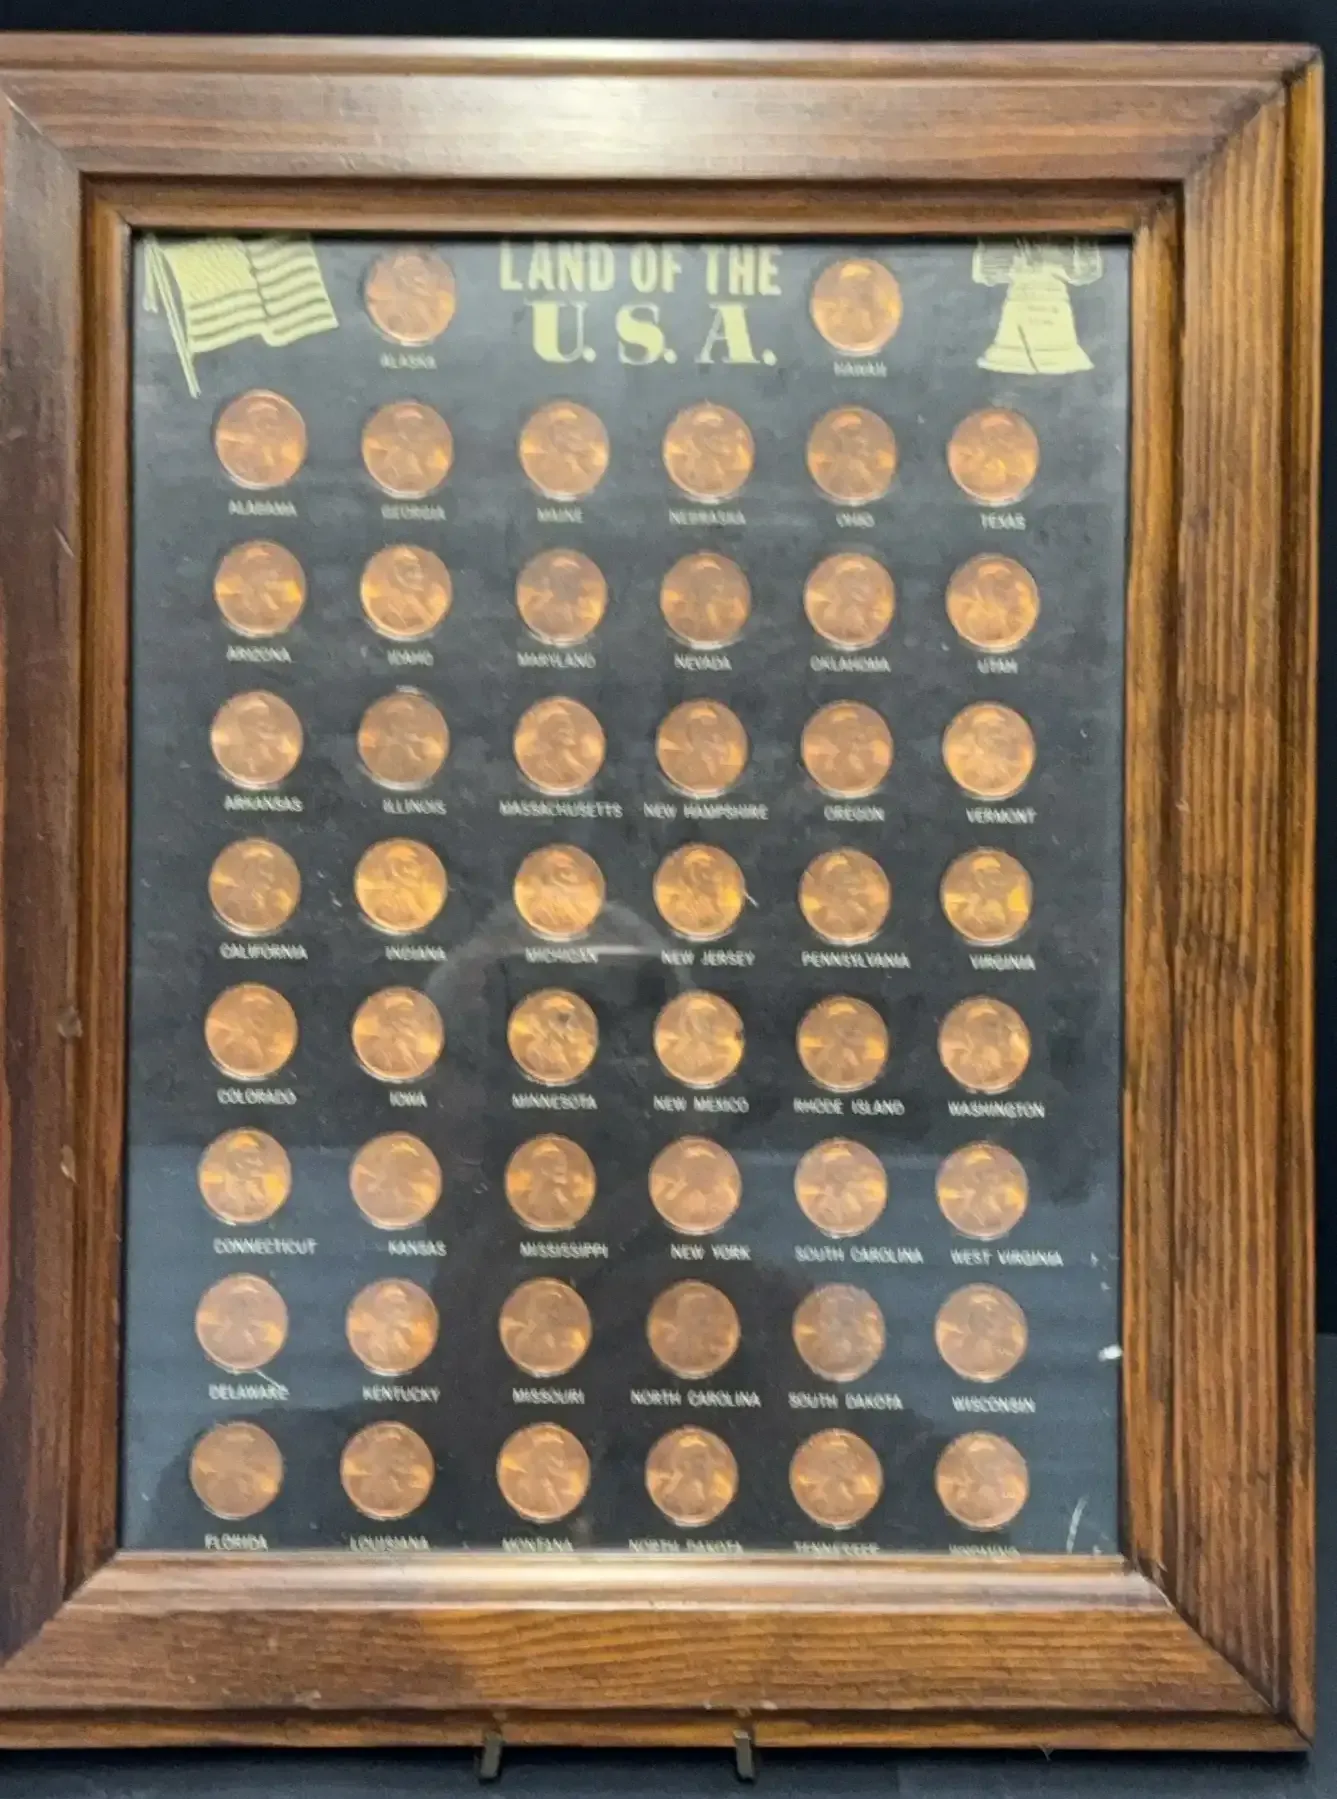 LAND OF THE
U. S. A.
ALASKA HAWAII
ALABAMA GEORGIA MAINE NEBRASKA OHIO TEXAS
ARIZONA IDAHO MARYLAND NEVADA OKLAHOMA UTAH
ARKANSAS ILLINOIS MASSACHUSETTS NEW HAMPSHIRE OREGON VERMONT
CALIFORNIA INDIANA MICHIGAN NEW JERSEY PENNSYLVANIA VIRGINIA
COLORADO IOWA MINNESOTA NEW MEXICO RHODE ISLAND WASHINGTON
CONNECTICUT KANSAS MISSISSIPPI NEW YORK SOUTH CAROLINA WEST VIRGINIA
DELAWARE KENTUCKY MISSOURI NORTH CAROLINA SOUTH DAKOTA WISCONSIN
FLORIDA LOUISIANA MONTANA NORTH DAKOTA TENNESSEE WYOMING